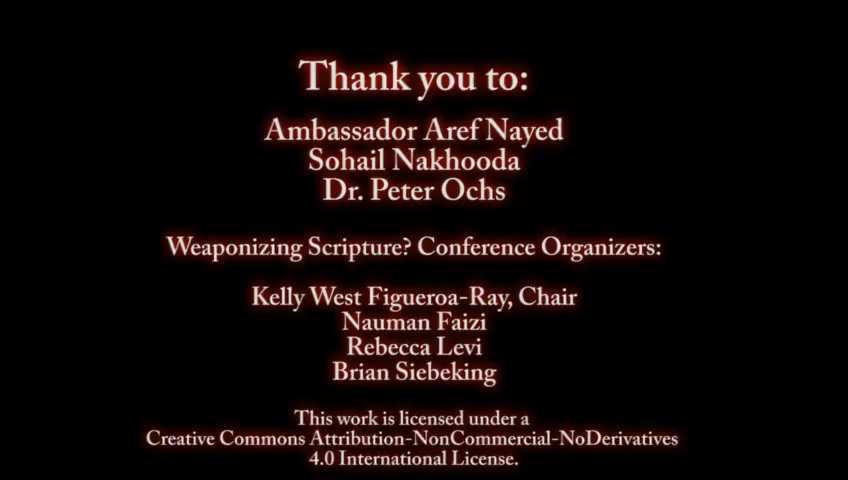 Thank you to:
Ambassador Aref Nayed
Sohail Nakhooda
Dr. Peter Ochs
Weaponizing Scripture? Conference Organizers:
Kelly West Figueroa-Ray, Chair
Nauman Faizi
Rebecca Levi
Brian Siebeking
This work is licensed under a
Creative Commons Attribution-NonCommercial-NoDerivatives
4.0 International License.